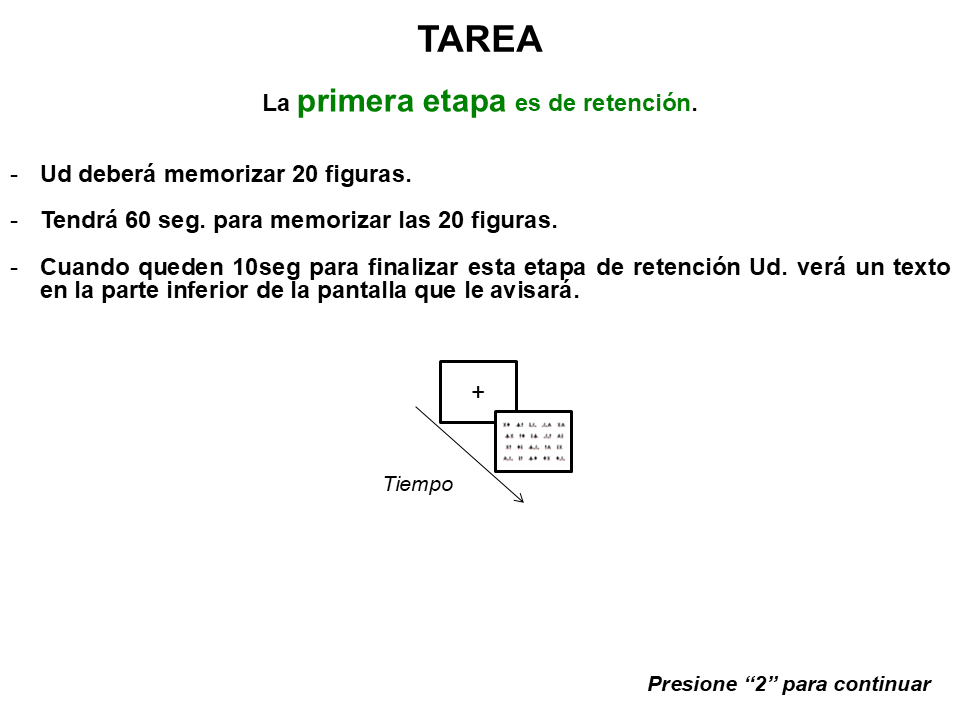 TAREA
La primera etapa es de retención.
- Ud deberá memorizar 20 figuras.
- Tendrá 60 seg. para memorizar las 20 figuras.
- Cuando queden 10seg para finalizar esta etapa de retención Ud. verá un texto
en la parte inferior de la pantalla que le avisará.
+
Tiempo
Presione “2” para continuar